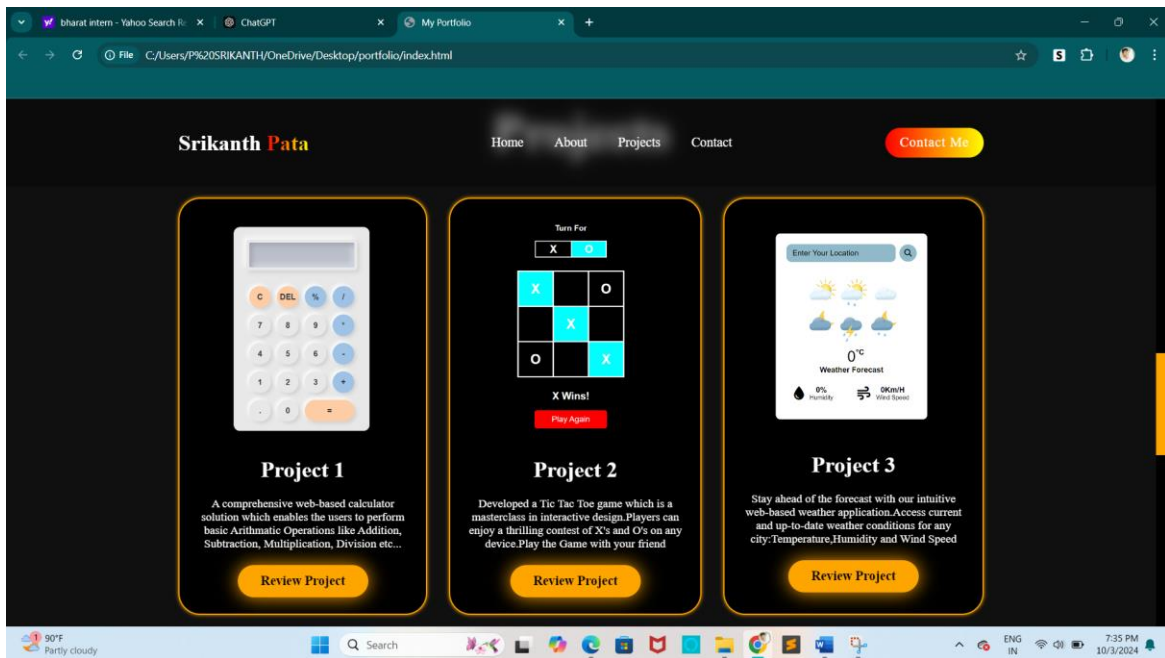 bharat intern - Yahoo Search Re
ChatGPT
My Portfolio
File C:/Users/P%20SRIKANTH/OneDrive/Desktop/portfolio/index.html
S
Projects
Srikanth Pata
Home About Projects Contact
Contact Me
C DEL % /
7 8 9 *
4 5 6 -
1 2 3 +
. 0 =
Project 1
A comprehensive web-based calculator
solution which enables the users to perform
basic Arithmatic Operations like Addition,
Subtraction, Multiplication, Division etc...
Review Project
Turn For
X O
X O
X
O X
X Wins!
Play Again
Project 2
Developed a Tic Tac Toe game which is a
masterclass in interactive design.Players can
enjoy a thrilling contest of X's and O's on any
device.Play the Game with your friend
Review Project
Enter Your Location
0°C
Weather Forecast
0% 0Km/H
Humidity Wind Speed
Project 3
Stay ahead of the forecast with our intuitive
web-based weather application.Access current
and up-to-date weather conditions for any
city:Temperature,Humidity and Wind Speed
Review Project
1
90°F
Partly cloudy
Search
ENG
IN
7:35 PM
10/3/2024